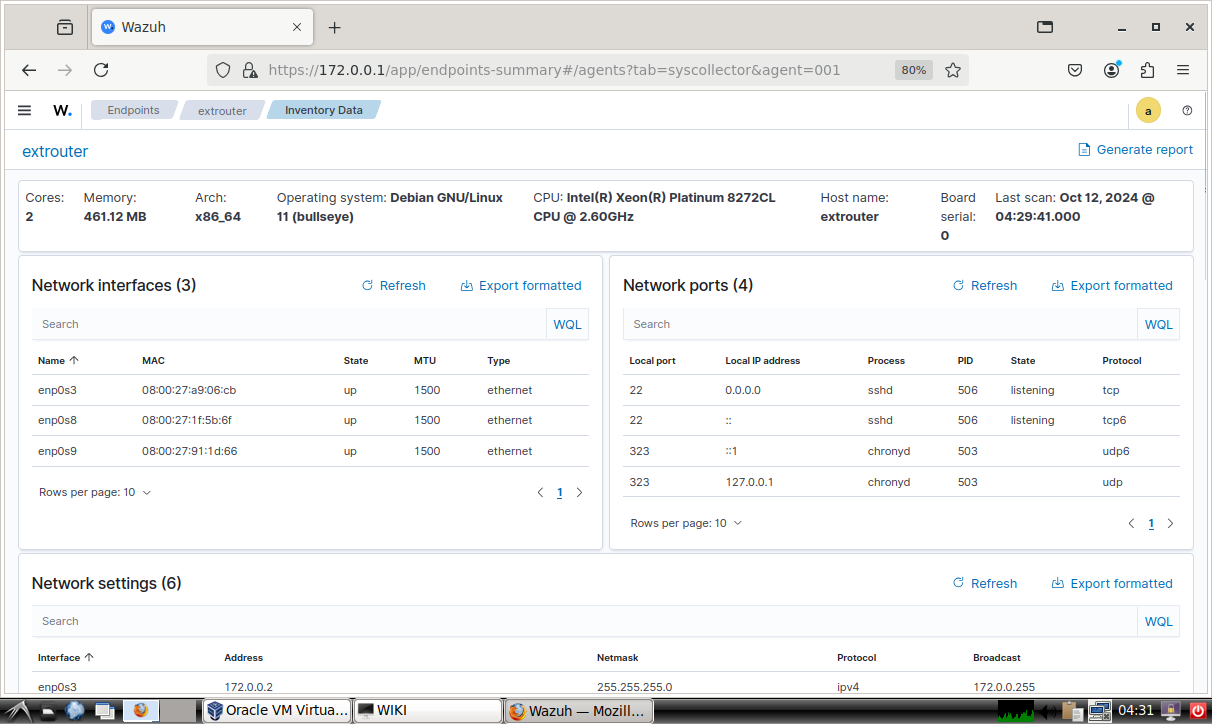 Wazuh
https://172.0.0.1/app/endpoints-summary#/agents?tab=syscollector&agent=001
80%
W.
Endpoints
extrouter
Inventory Data
a
extrouter
Generate report
Cores:
2
Memory:
461.12 MB
Arch:
x86_64
Operating system: Debian GNU/Linux
11 (bullseye)
CPU: Intel(R) Xeon(R) Platinum 8272CL
CPU @ 2.60GHz
Host name:
extrouter
Board
serial:
0
Last scan: Oct 12, 2024 @
04:29:41.000
Network interfaces (3)
Refresh
Export formatted
Search
WQL
Name MAC State MTU Type
enp0s3 08:00:27:a9:06:cb up 1500 ethernet
enp0s8 08:00:27:1f:5b:6f up 1500 ethernet
enp0s9 08:00:27:91:1d:66 up 1500 ethernet
Rows per page: 10
1
Network ports (4)
Refresh
Export formatted
Search
WQL
Local port Local IP address Process PID State Protocol
22 0.0.0.0 sshd 506 listening tcp
22 :: sshd 506 listening tcp6
323 ::1 chronyd 503 udp6
323 127.0.0.1 chronyd 503 udp
Rows per page: 10
1
Network settings (6)
Refresh
Export formatted
Search
WQL
Interface Address Netmask Protocol Broadcast
enp0s3 172.0.0.2 255.255.255.0 ipv4 172.0.0.255
Oracle VM Virtua...
WIKI
Wazuh — Mozill...
04:31